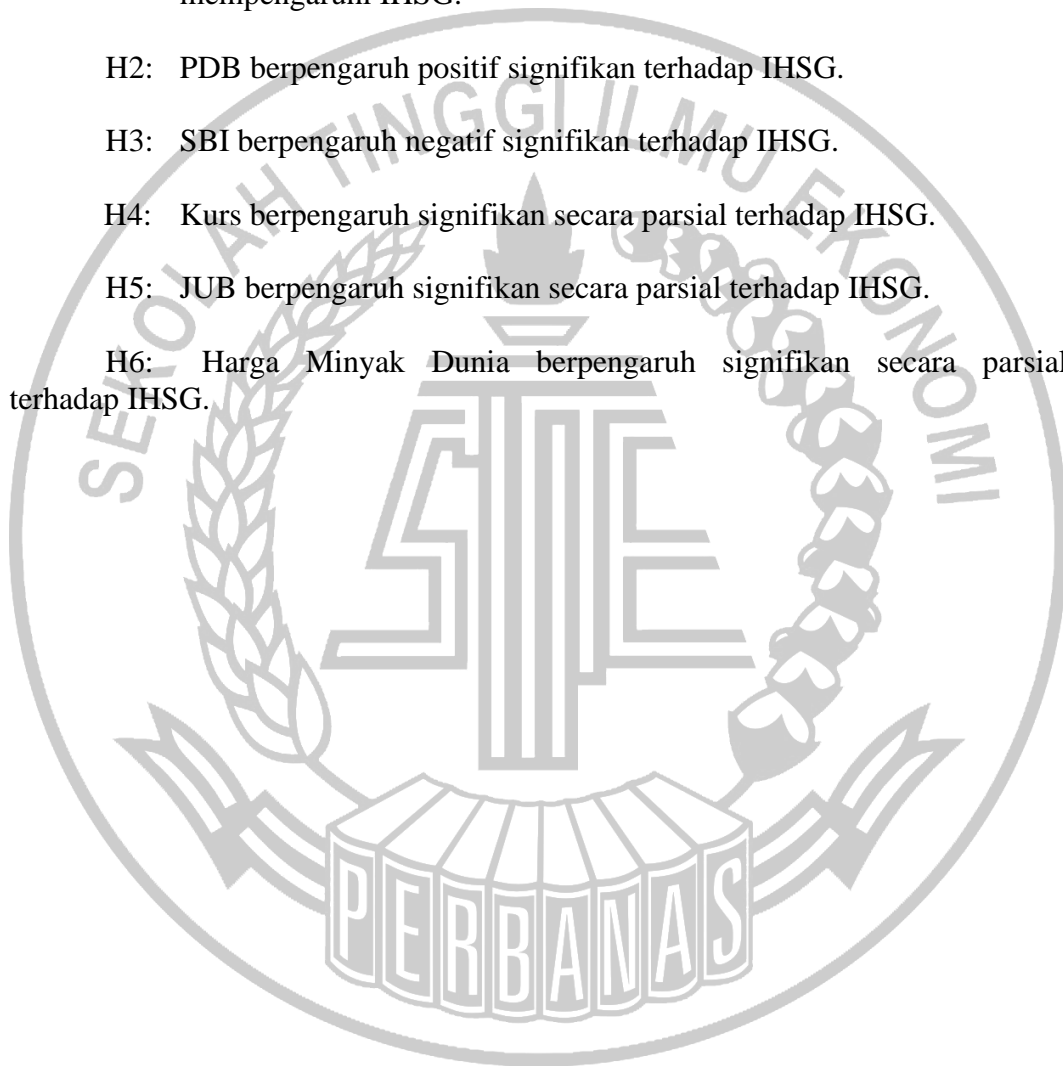 mempengaruhi IHSG.
H2: PDB berpengaruh positif signifikan terhadap IHSG.
H3: SBI berpengaruh negatif signifikan terhadap IHSG.
H4: Kurs berpengaruh signifikan secara parsial terhadap IHSG.
H5: JUB berpengaruh signifikan secara parsial terhadap IHSG.
H6: Harga Minyak Dunia berpengaruh signifikan secara parsial
terhadap IHSG.
SEKOLAH TINGGI ILMU EKONOMI
STIE
PERBANAS